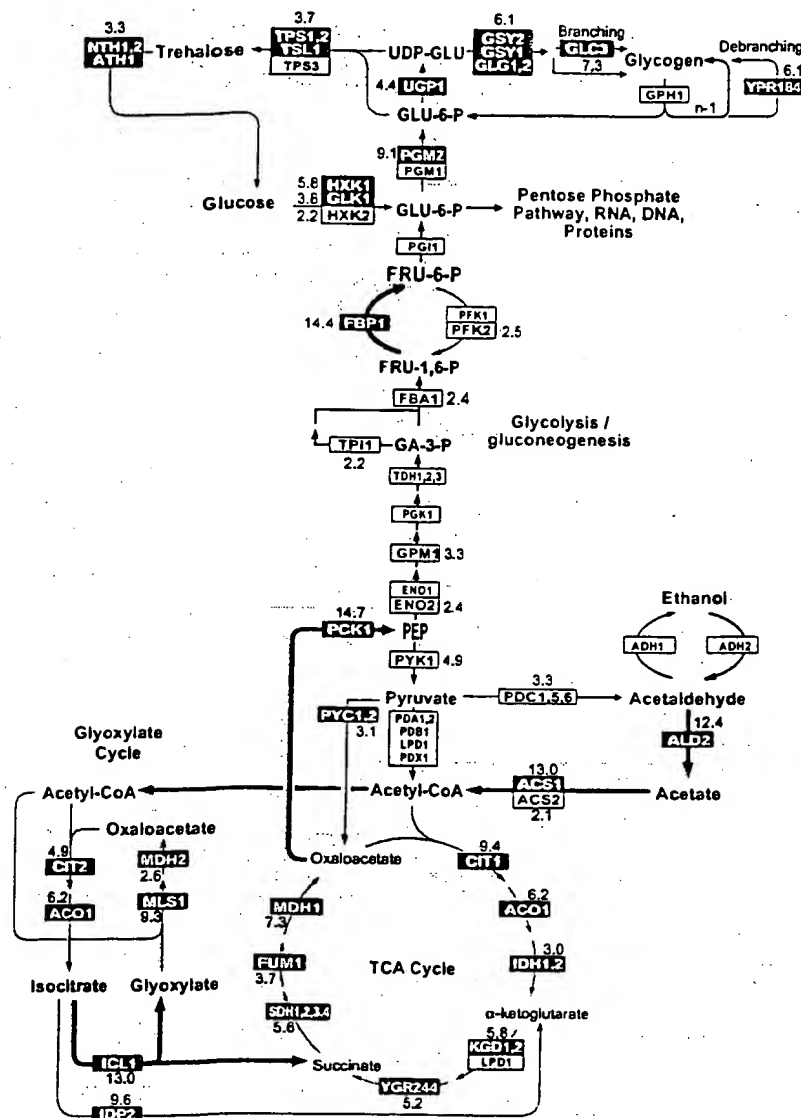 3.3
NTH1,2
ATH1
Trehalose
3.7
TPS1,2
TSL1
TPS3
UDP-GLU
6.1
GSY2
GSY1
GLG1,2
Branching
GLC3
7.3
Glycogen
Debranching
6.1
YPR184
GPH1
n-1
4.4
UGP1
GLU-6-P
9.1
PGM2
PGM1
Glucose
5.8
HXK1
3.8
GLK1
2.2
HXK2
GLU-6-P
Pentose Phosphate
Pathway, RNA, DNA,
Proteins
PGI1
FRU-6-P
14.4
FBP1
PFK1
PFK2
2.5
FRU-1,6-P
FBA1
2.4
Glycolysis /
gluconeogenesis
TPI1
2.2
GA-3-P
TDH1,2,3
PGK1
GPM1
3.3
ENO1
ENO2
2.4
14.7
PCK1
PEP
PYK1
4.9
Ethanol
ADH1
ADH2
Pyruvate
3.3
PDC1,5,6
Acetaldehyde
PYC1,2
3.1
PDA1,2
PDB1
LPD1
PDX1
12.4
ALD2
Glyoxylate
Cycle
Acetyl-CoA
Acetyl-CoA
13.0
ACS1
ACS2
2.1
Acetate
Oxaloacetate
4.9
CIT2
MDH2
2.6
Oxaloacetate
9.4
CIT1
6.2
ACO1
MLS1
9.3
MDH1
7.3
6.2
ACO1
TCA Cycle
FUM1
3.7
3.0
IDH1,2
Isocitrate
Glyoxylate
SDH1,2,3,4
5.6
α-ketoglutarate
5.8
KGD1,2
LPD1
ICL1
13.0
Succinate
YGR244
5.2
9.6
IDP2